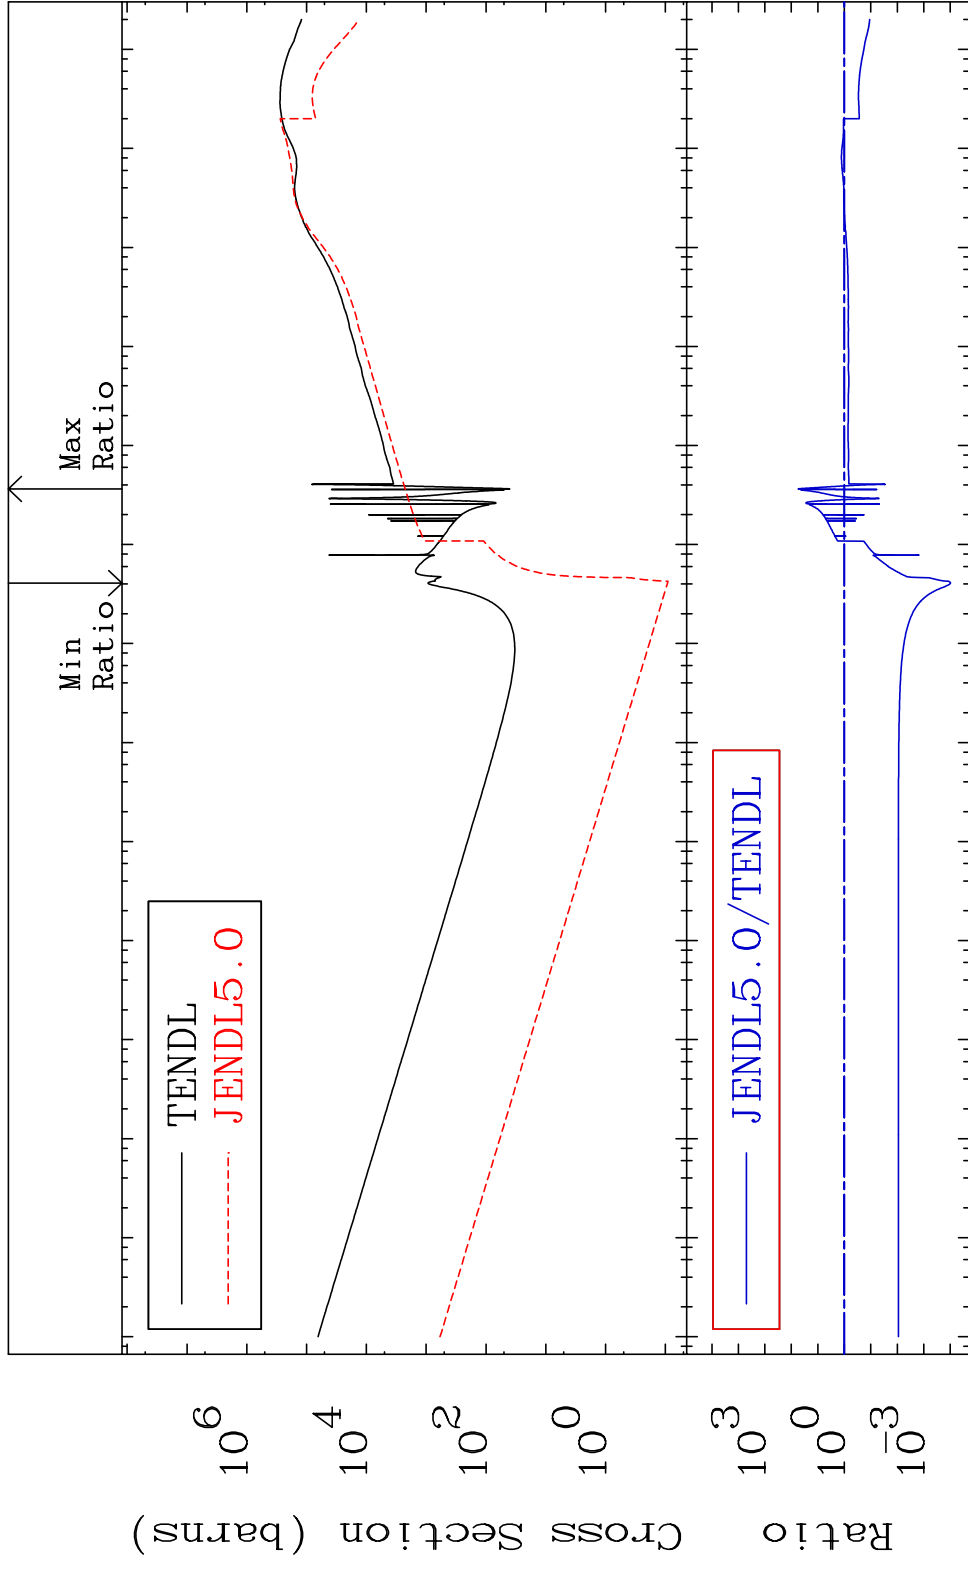 Min
Ratio
Max
Ratio
TENDL
JENDL5.0
10^6
10^4
10^2
10^0
Cross Section (barns)
JENDL5.0/TENDL
10^3
10^0
10^-3
Ratio